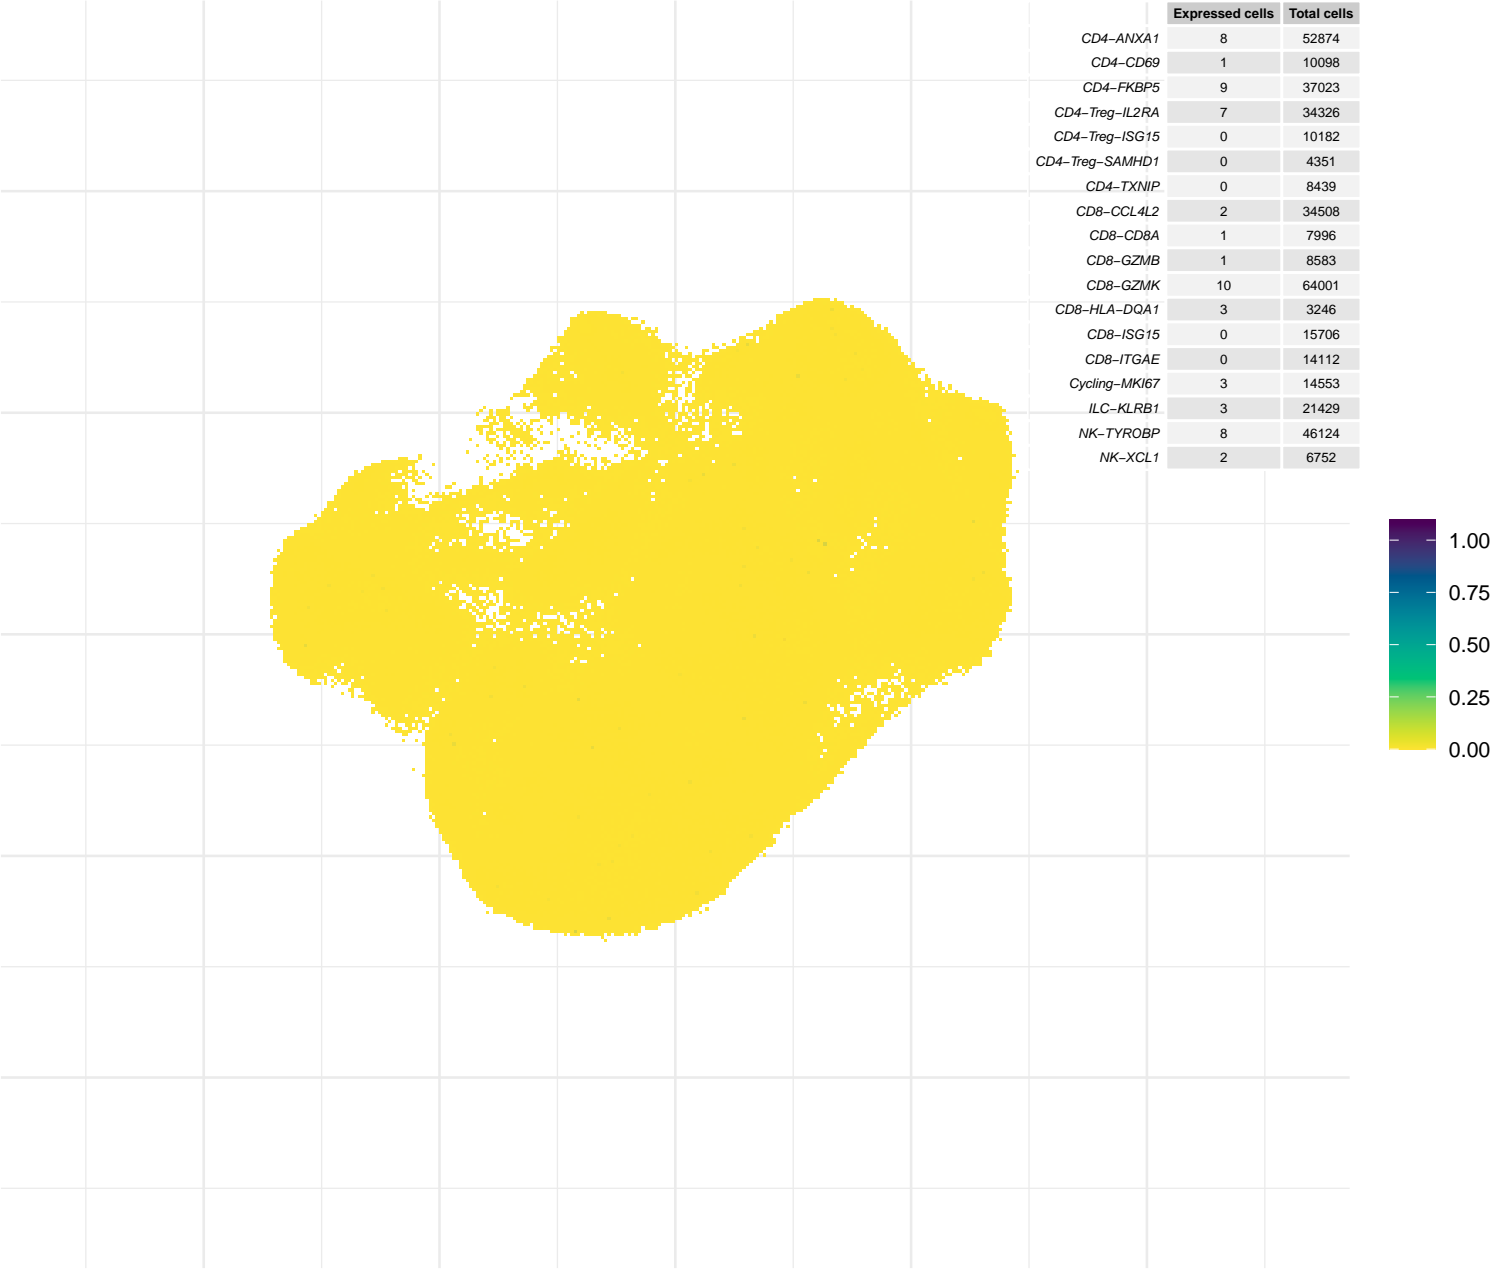 Expressed cells Total cells
CD4−ANXA1 8 52874
CD4−CD69 1 10098
CD4−FKBP5 9 37023
CD4−Treg−IL2RA 7 34326
CD4−Treg−ISG15 0 10182
CD4−Treg−SAMHD1 0 4351
CD4−TXNIP 0 8439
CD8−CCL4L2 2 34508
CD8−CD8A 1 7996
CD8−GZMB 1 8583
CD8−GZMK 10 64001
CD8−HLA−DQA1 3 3246
CD8−ISG15 0 15706
CD8−ITGAE 0 14112
Cycling−MKI67 3 14553
ILC−KLRB1 3 21429
NK−TYROBP 8 46124
NK−XCL1 2 6752
1.00
0.75
0.50
0.25
0.00